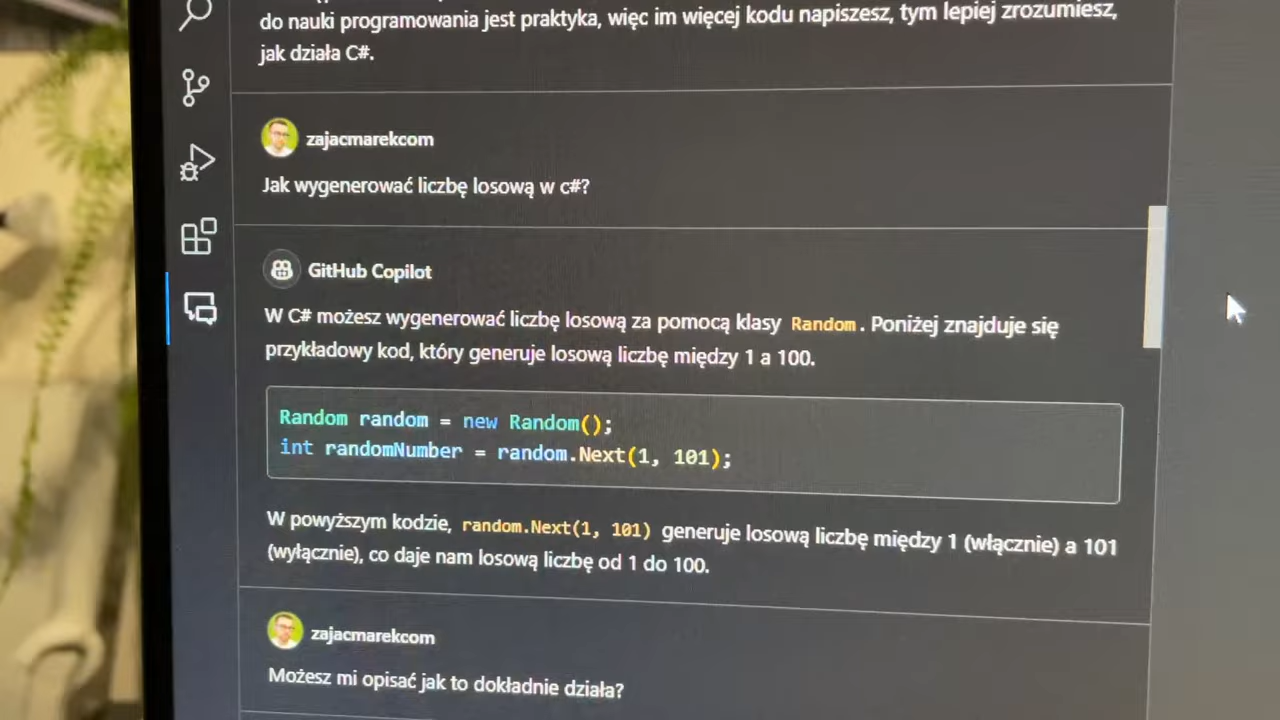 do nauki programowania jest praktyka, więc im więcej kodu napiszesz, tym lepiej zrozumiesz,
jak działa C#.
zajacmarekcom
Jak wygenerować liczbę losową w c#?
GitHub Copilot
W C# możesz wygenerować liczbę losową za pomocą klasy Random. Poniżej znajduje się
przykładowy kod, który generuje losową liczbę między 1 a 100.
Random random = new Random();
int randomNumber = random.Next(1, 101);
W powyższym kodzie, random.Next(1, 101) generuje losową liczbę między 1 (włącznie) a 101
(wyłącznie), co daje nam losową liczbę od 1 do 100.
zajacmarekcom
Możesz mi opisać jak to dokładnie działa?